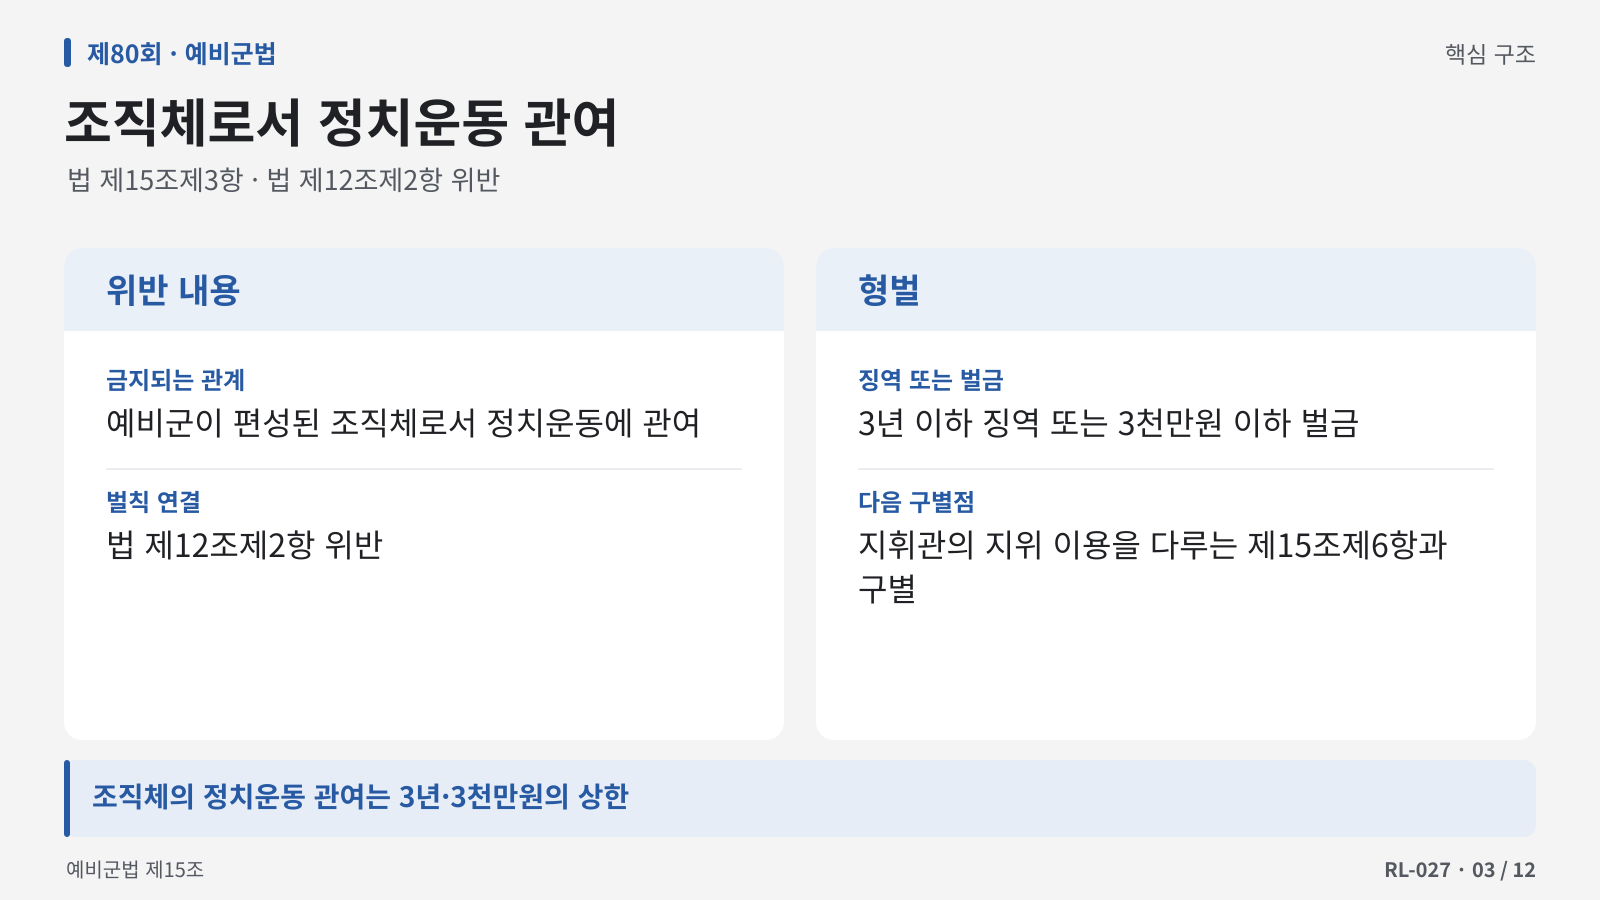 제80회 · 예비군법
핵심 구조
조직체로서 정치운동 관여
법 제15조제3항 · 법 제12조제2항 위반
위반 내용
금지되는 관계
예비군이 편성된 조직체로서 정치운동에 관여
벌칙 연결
법 제12조제2항 위반
형벌
징역 또는 벌금
3년 이하 징역 또는 3천만원 이하 벌금
다음 구별점
지휘관의 지위 이용을 다루는 제15조제6항과
구별
조직체의 정치운동 관여는 3년·3천만원의 상한
예비군법 제15조
RL-027 · 03 / 12